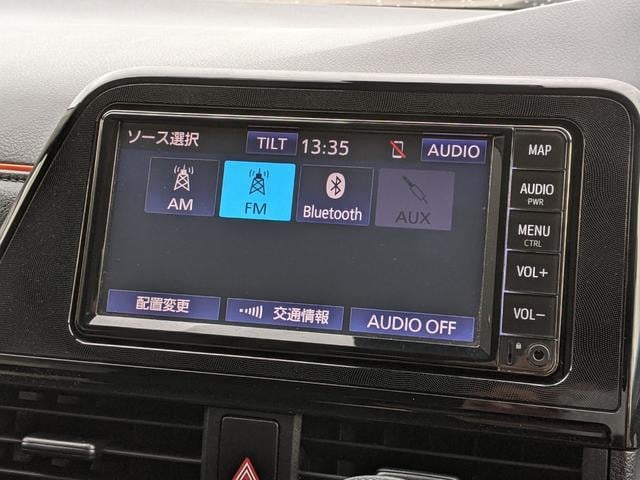 ソース選択 TILT 13:35 AUDIO
AM FM Bluetooth AUX
配置変更 交通情報 AUDIO OFF
MAP
AUDIO
PWR
MENU
CTRL
VOL+
VOL-